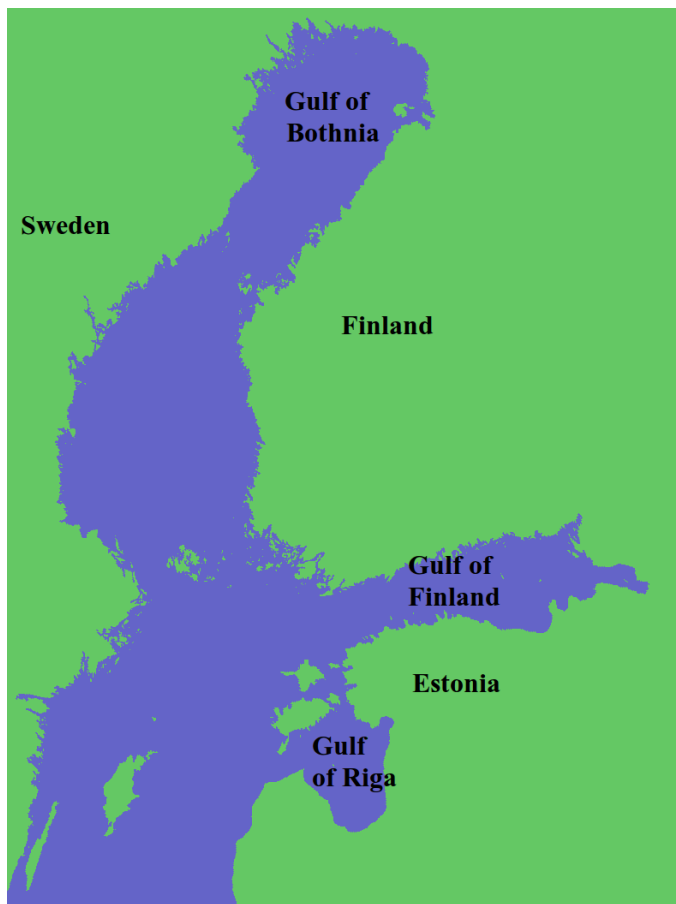 Gulf of
Bothnia
Sweden
Finland
Gulf of
Finland
Estonia
Gulf
of Riga